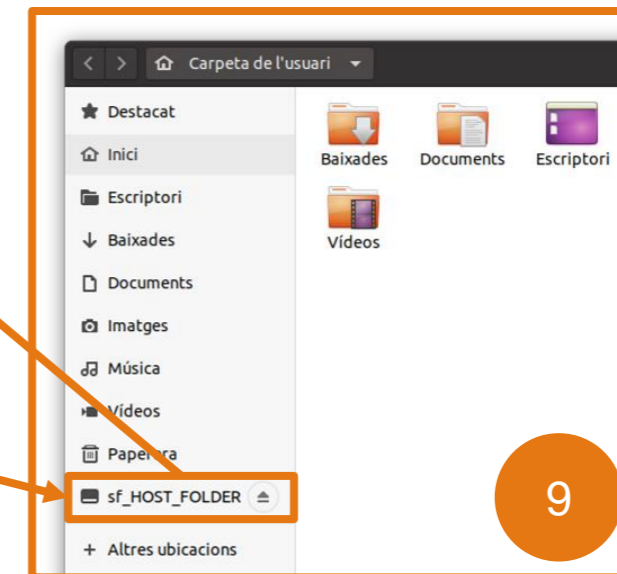 Carpeta de l'usuari
Destacat
Inici
Escriptori
Baixades
Documents
Imatges
Música
Vídeos
Paperera
sf_HOST_FOLDER
+ Altres ubicacions
Baixades Documents Escriptori
Vídeos
9